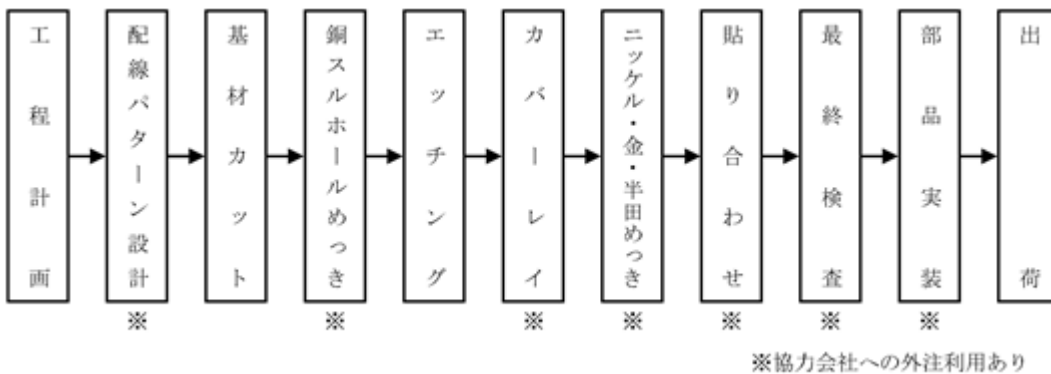 工程計画
配線パターン設計
基材カット
銅スルホールめっき
エッチング
カバーレイ
ニッケル・金・半田めっき
貼り合わせ
最終検査
部品実装
出荷
※
※
※
※
※
※
※
※協力会社への外注利用あり